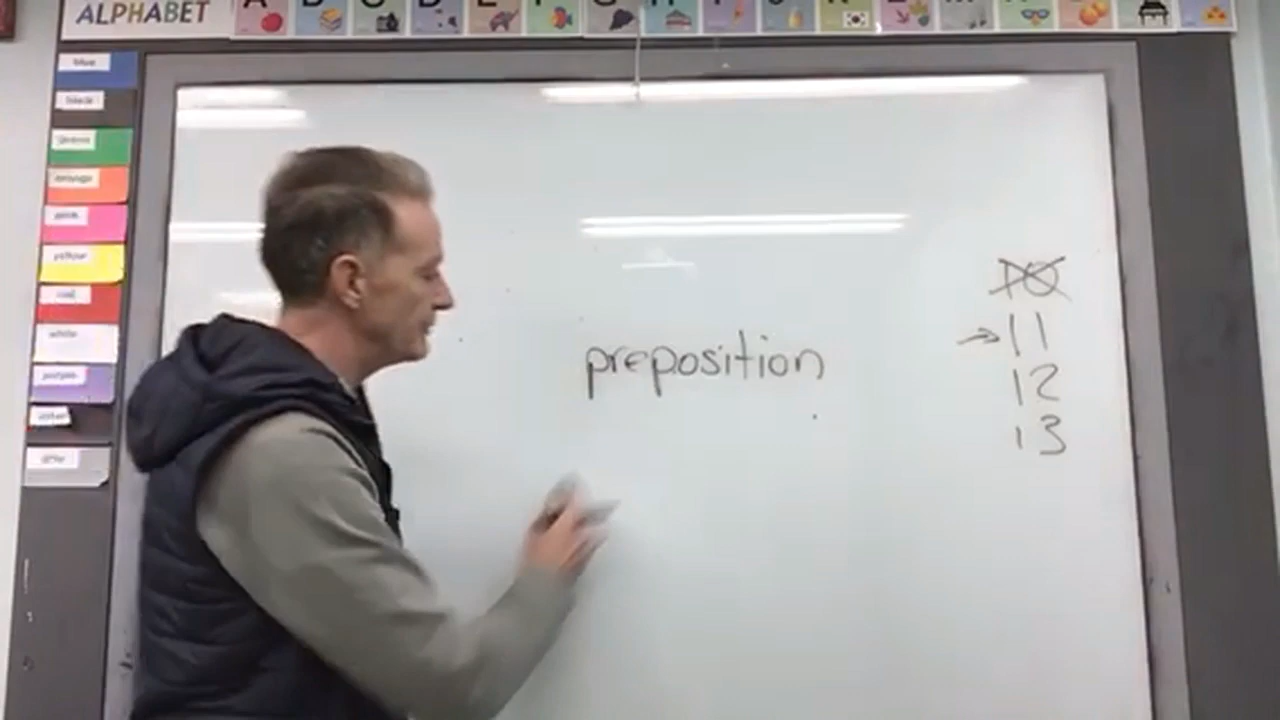 ALPHABET
blue
black
green
orange
pink
yellow
red
white
purple
preposition
10
→ 11
12
13